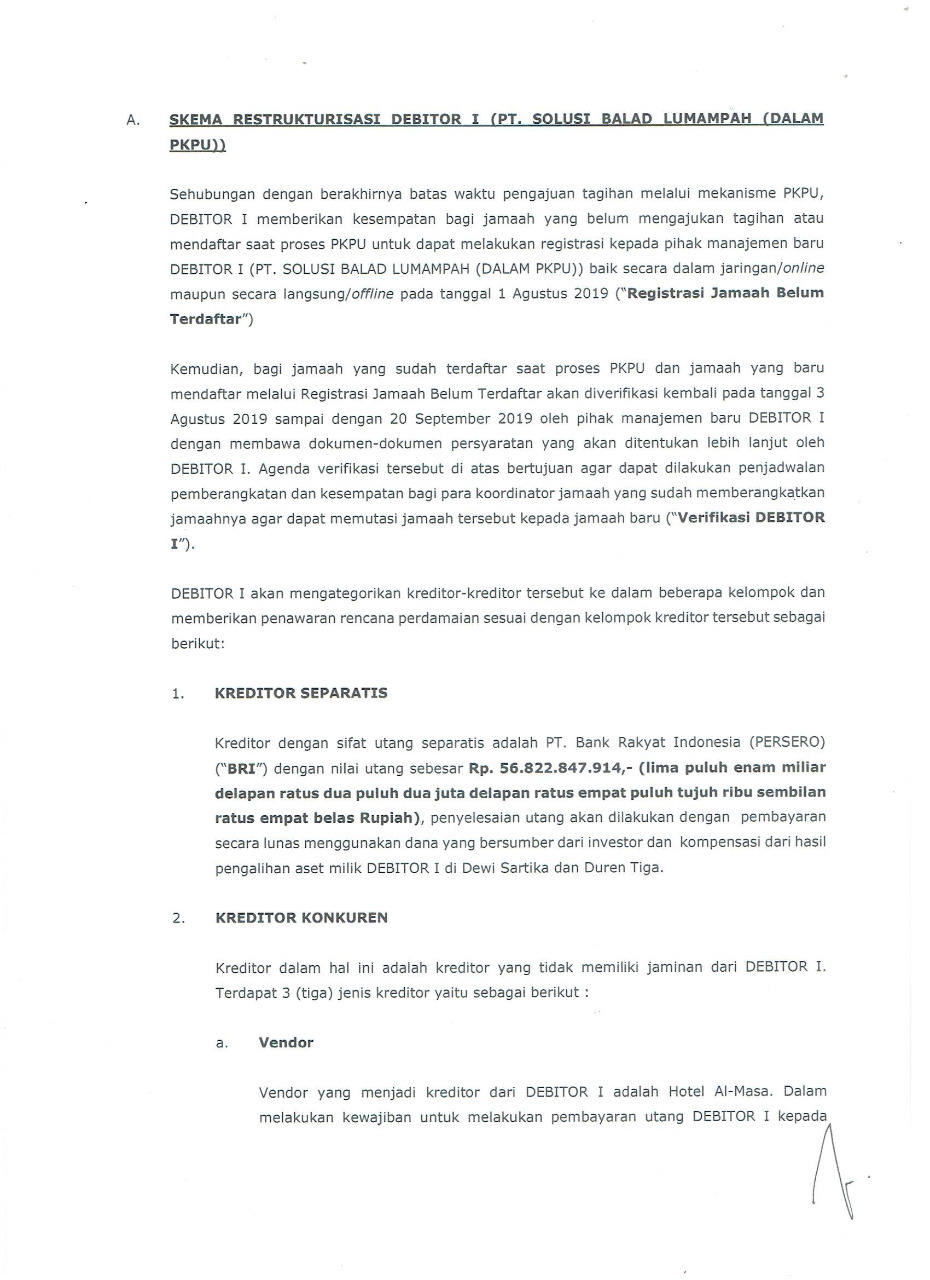 A. SKEMA RESTRUKTURISASI DEBITOR I (PT. SOLUSI BALAD LUMAMPAH (DALAM
PKPU))
Sehubungan dengan berakhirnya batas waktu pengajuan tagihan melalui mekanisme PKPU,
DEBITOR I memberikan kesempatan bagi jamaah yang belum mengajukan tagihan atau
mendaftar saat proses PKPU untuk dapat melakukan registrasi kepada pihak manajemen baru
DEBITOR I (PT. SOLUSI BALAD LUMAMPAH (DALAM PKPU)) baik secara dalam jaringan/online
maupun secara langsung/offline pada tanggal 1 Agustus 2019 ("Registrasi Jamaah Belum
Terdaftar")
Kemudian, bagi jamaah yang sudah terdaftar saat proses PKPU dan jamaah yang baru
mendaftar melalui Registrasi Jamaah Belum Terdaftar akan diverifikasi kembali pada tanggal 3
Agustus 2019 sampai dengan 20 September 2019 oleh pihak manajemen baru DEBITOR I
dengan membawa dokumen-dokumen persyaratan yang akan ditentukan lebih lanjut oleh
DEBITOR I. Agenda verifikasi tersebut di atas bertujuan agar dapat dilakukan penjadwalan
pemberangkatan dan kesempatan bagi para koordinator jamaah yang sudah memberangkatkan
jamaahnya agar dapat memutasi jamaah tersebut kepada jamaah baru ("Verifikasi DEBITOR
I").
DEBITOR I akan mengategorikan kreditor-kreditor tersebut ke dalam beberapa kelompok dan
memberikan penawaran rencana perdamaian sesuai dengan kelompok kreditor tersebut sebagai
berikut:
1. KREDITOR SEPARATIS
Kreditor dengan sifat utang separatis adalah PT. Bank Rakyat Indonesia (PERSERO)
("BRI") dengan nilai utang sebesar Rp. 56.822.847.914,- (lima puluh enam miliar
delapan ratus dua puluh dua juta delapan ratus empat puluh tujuh ribu sembilan
ratus empat belas Rupiah), penyelesaian utang akan dilakukan dengan pembayaran
secara lunas menggunakan dana yang bersumber dari investor dan kompensasi dari hasil
pengalihan aset milik DEBITOR I di Dewi Sartika dan Duren Tiga.
2. KREDITOR KONKUREN
Kreditor dalam hal ini adalah kreditor yang tidak memiliki jaminan dari DEBITOR I.
Terdapat 3 (tiga) jenis kreditor yaitu sebagai berikut :
a. Vendor
Vendor yang menjadi kreditor dari DEBITOR I adalah Hotel Al-Masa. Dalam
melakukan kewajiban untuk melakukan pembayaran utang DEBITOR I kepada